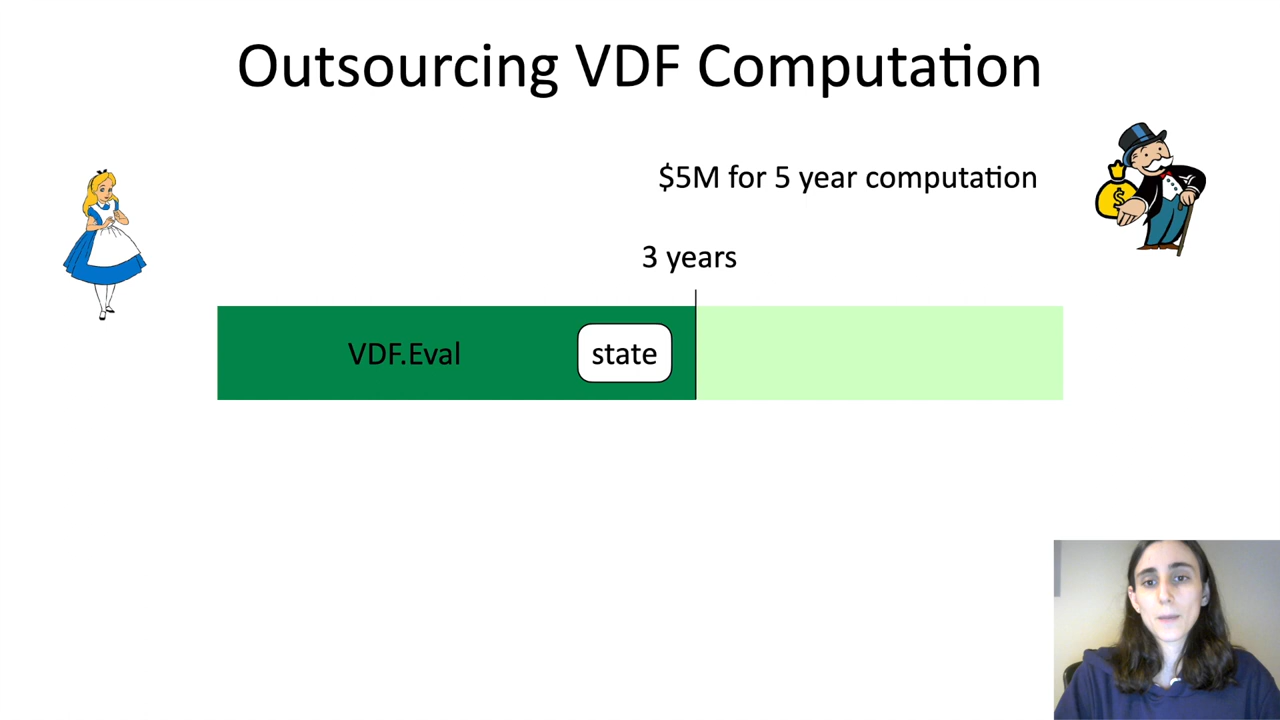 Outsourcing VDF Computation
$5M for 5 year computation
$
3 years
VDF.Eval
state